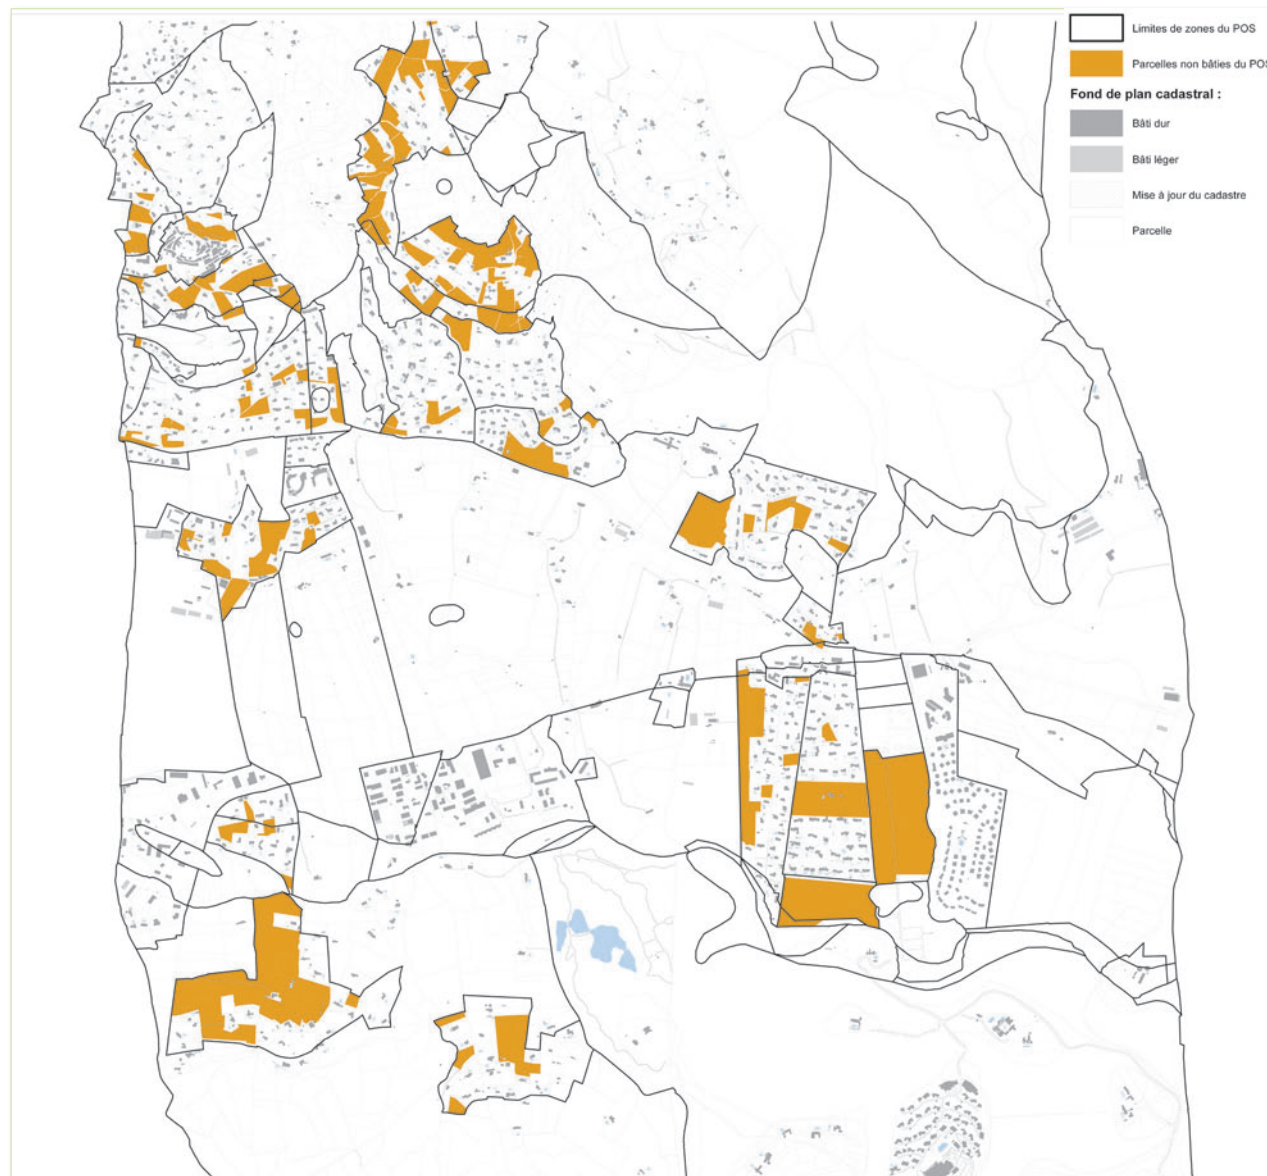 Limites de zones du POS
Parcelles non bâties du POS
Fond de plan cadastral :
Bâti dur
Bâti léger
Mise à jour du cadastre
Parcelle